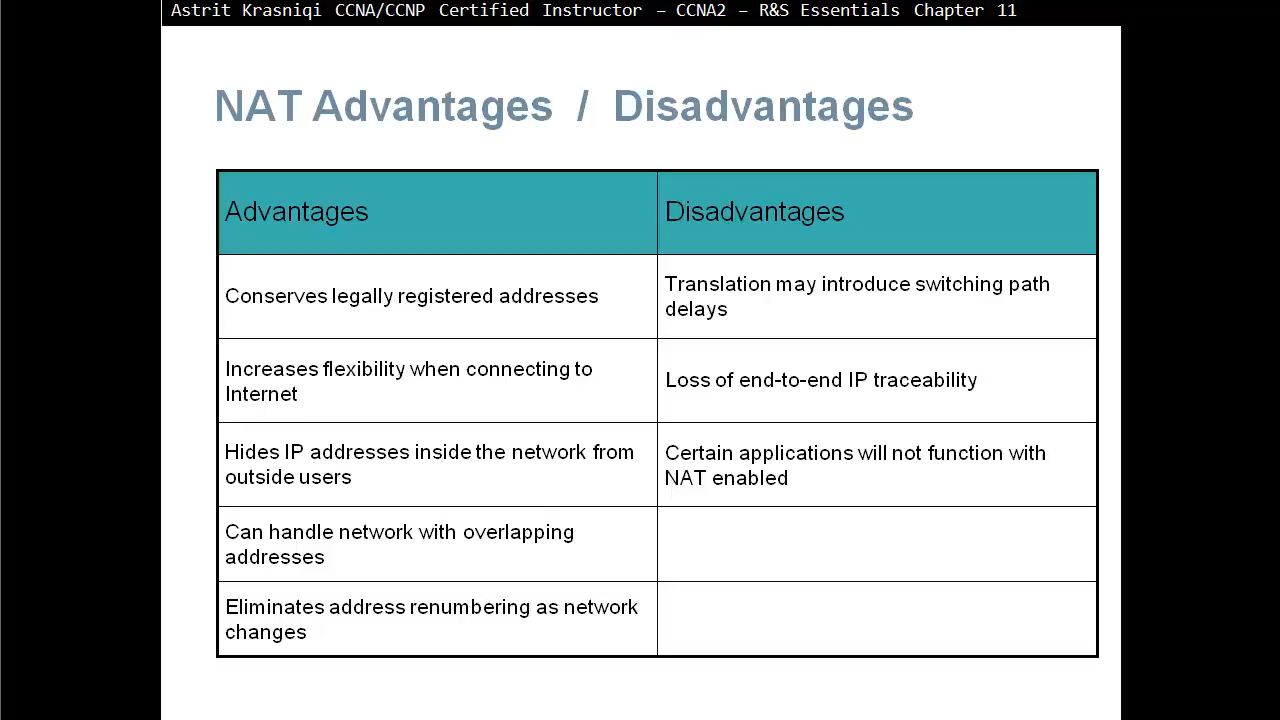 Astrit Krasniqi CCNA/CCNP Certified Instructor – CCNA2 – R&S Essentials Chapter 11
NAT Advantages / Disadvantages
Advantages
Disadvantages
Conserves legally registered addresses
Translation may introduce switching path
delays
Increases flexibility when connecting to
Internet
Loss of end-to-end IP traceability
Hides IP addresses inside the network from
outside users
Certain applications will not function with
NAT enabled
Can handle network with overlapping
addresses
Eliminates address renumbering as network
changes